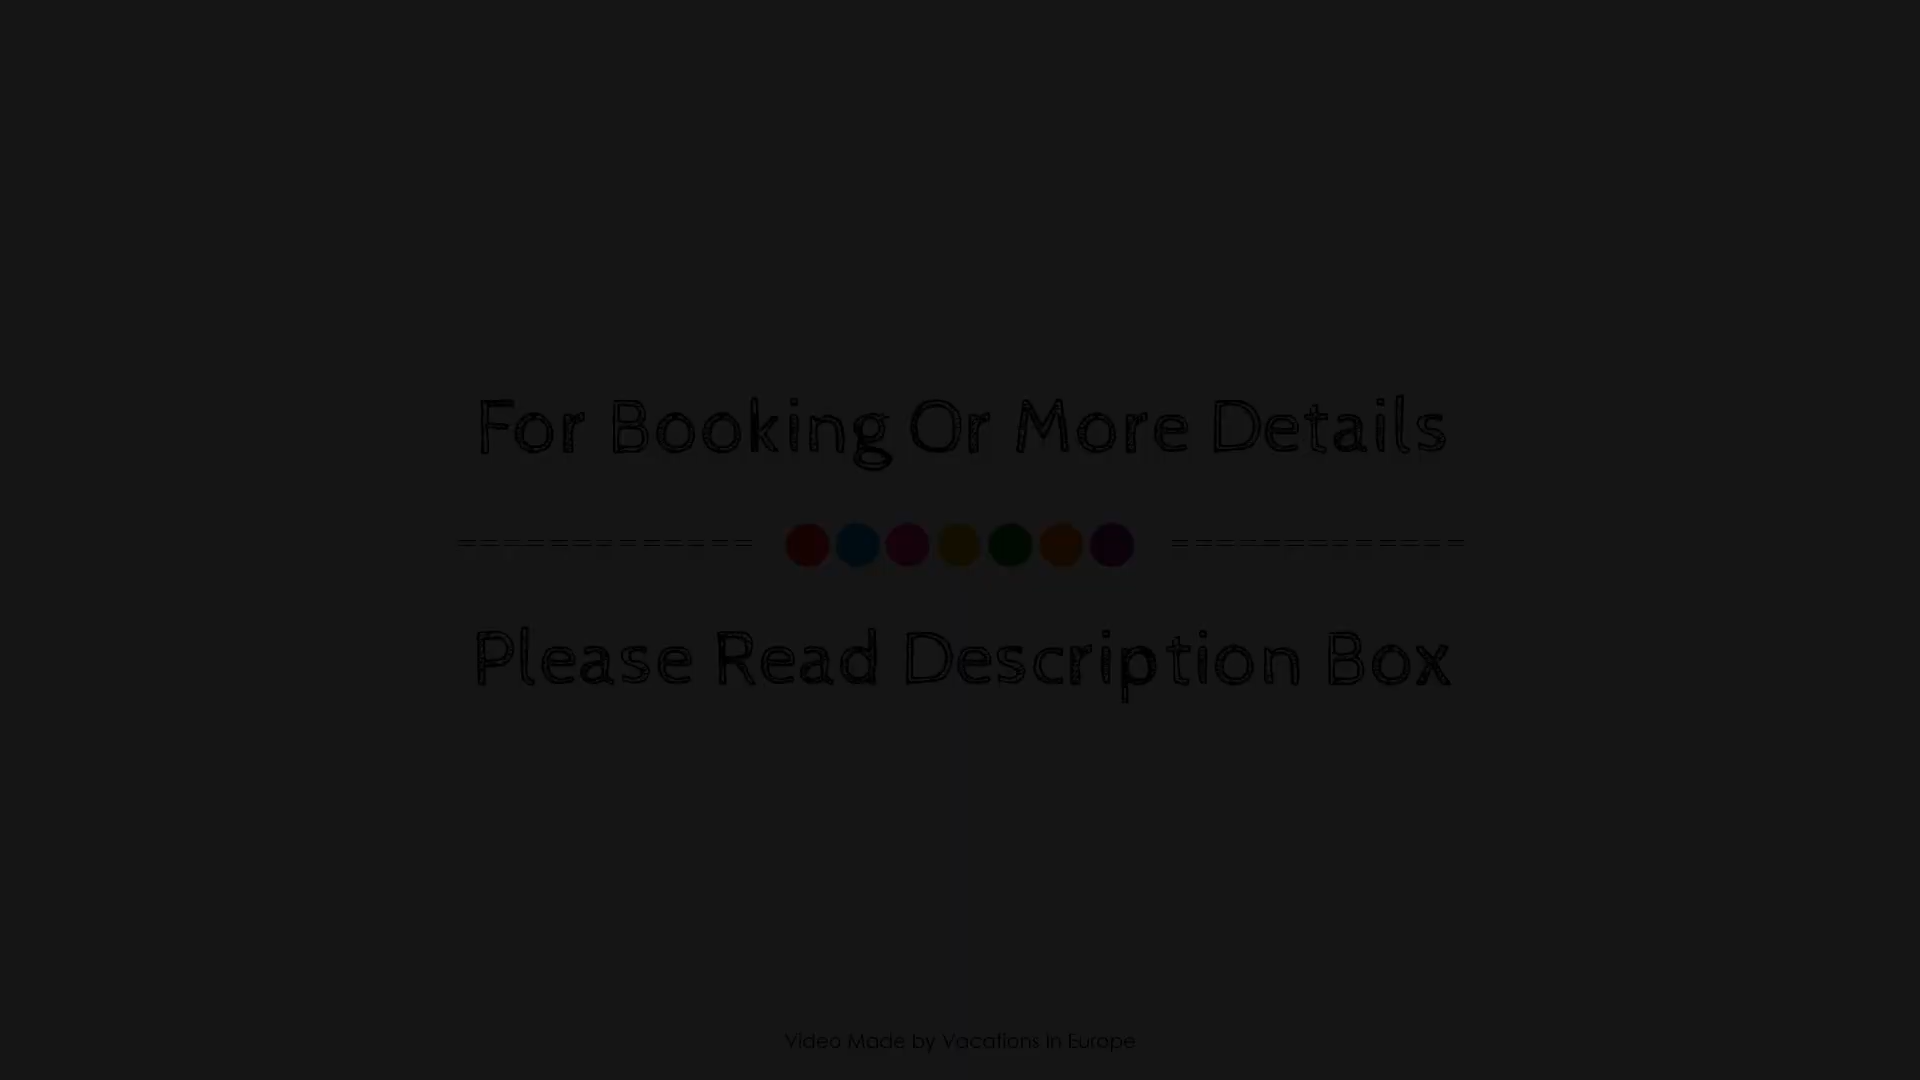 For Booking Or More Details
============= =============
Please Read Description Box
Video Made by Vacations in Europe